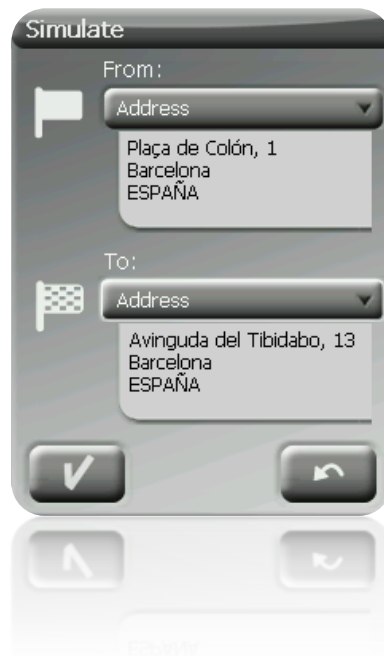 Simulate
From:
Address
Plaça de Colón, 1
Barcelona
ESPAÑA
To:
Address
Avinguda del Tibidabo, 13
Barcelona
ESPAÑA